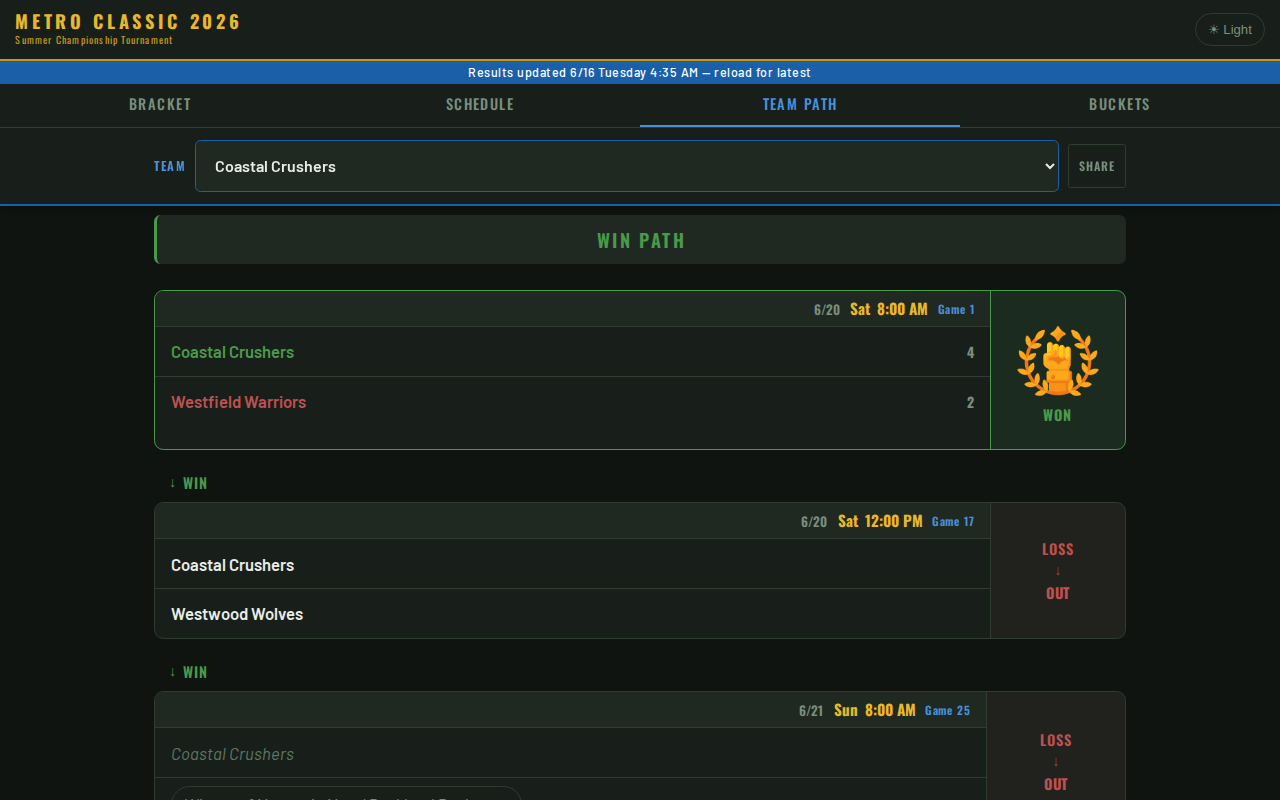 METRO CLASSIC 2026
Summer Championship Tournament
☀ Light
Results updated 6/16 Tuesday 4:35 AM — reload for latest
BRACKET
SCHEDULE
TEAM PATH
BUCKETS
TEAM
Coastal Crushers
SHARE
WIN PATH
6/20 Sat 8:00 AM Game 1
Coastal Crushers 4
Westfield Warriors 2
WON
↓ WIN
6/20 Sat 12:00 PM Game 17
Coastal Crushers
Westwood Wolves
LOSS
↓
OUT
↓ WIN
6/21 Sun 8:00 AM Game 25
Coastal Crushers
LOSS
↓
OUT